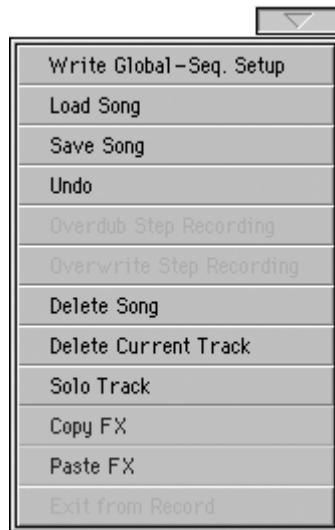 Write Global-Seq. Setup
Load Song
Save Song
Undo
Overdub Step Recording
Overwrite Step Recording
Delete Song
Delete Current Track
Solo Track
Copy FX
Paste FX
Exit from Record